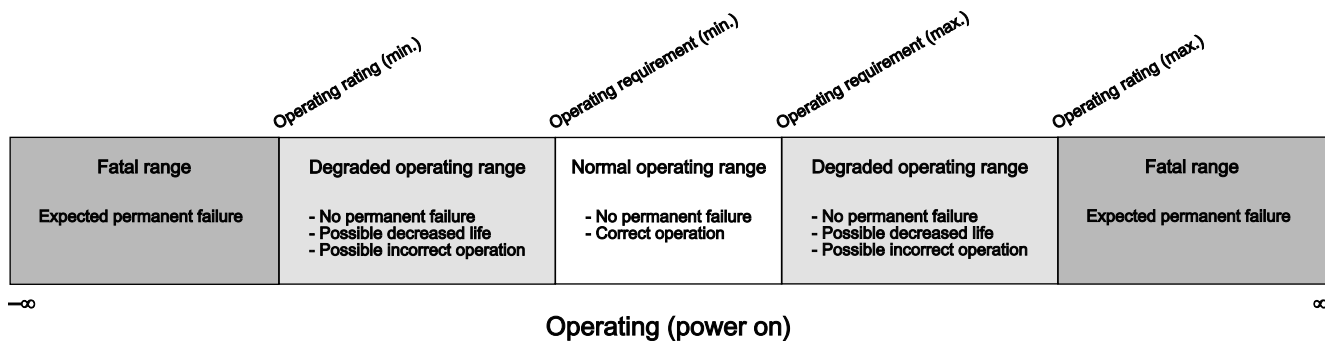 Operating rating (min.)
Operating requirement (min.)
Operating requirement (max.)
Operating rating (max.)
Fatal range
Expected permanent failure
Degraded operating range
- No permanent failure
- Possible decreased life
- Possible incorrect operation
Normal operating range
- No permanent failure
- Correct operation
Degraded operating range
- No permanent failure
- Possible decreased life
- Possible incorrect operation
Fatal range
Expected permanent failure
–∞
∞
Operating (power on)